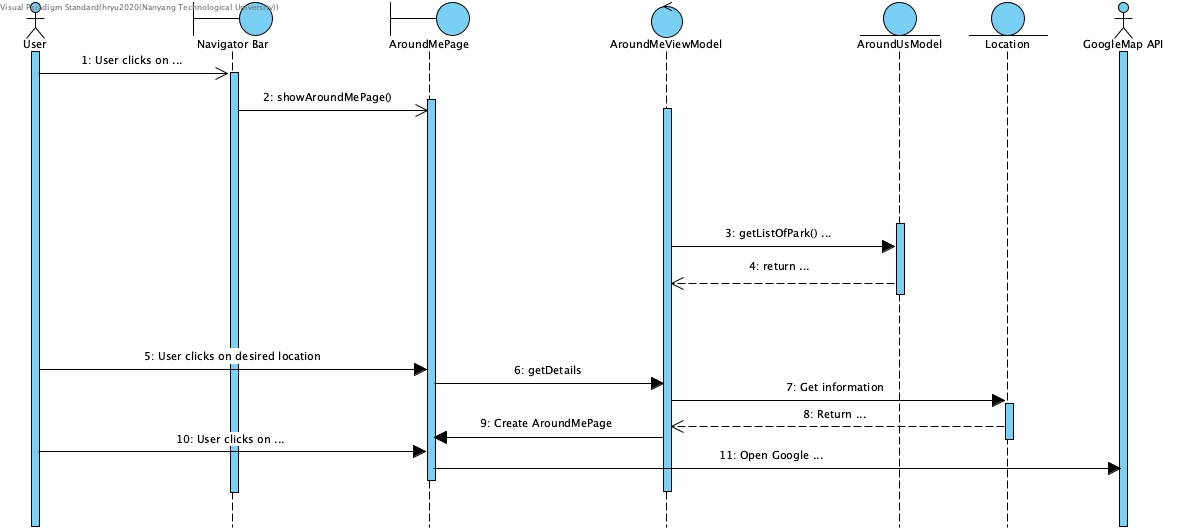 Visual Paradigm Standard(hryu2020(Nanyang Technological University))
User
Navigator Bar
AroundMePage
AroundMeViewModel
AroundUsModel
Location
GoogleMap API
1: User clicks on ...
2: showAroundMePage()
3: getListOfPark() ...
4: return ...
5: User clicks on desired location
6: getDetails
7: Get information
8: Return ...
9: Create AroundMePage
10: User clicks on ...
11: Open Google ...